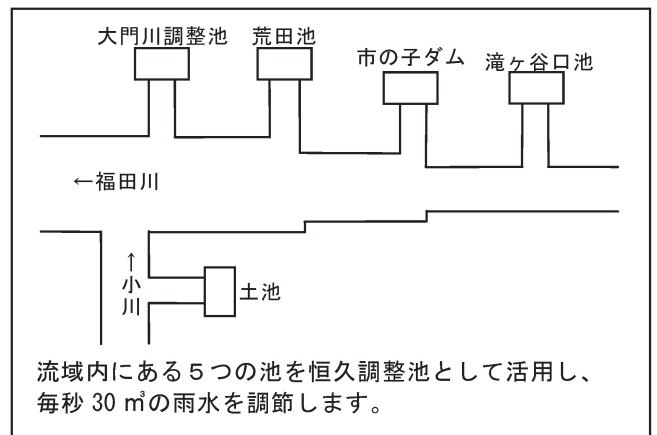 大門川調整池
荒田池
市の子ダム
滝ヶ谷口池
←福田川
↑小川
土池
流域内にある５つの池を恒久調整池として活用し、
毎秒 30 ㎥の雨水を調節します。